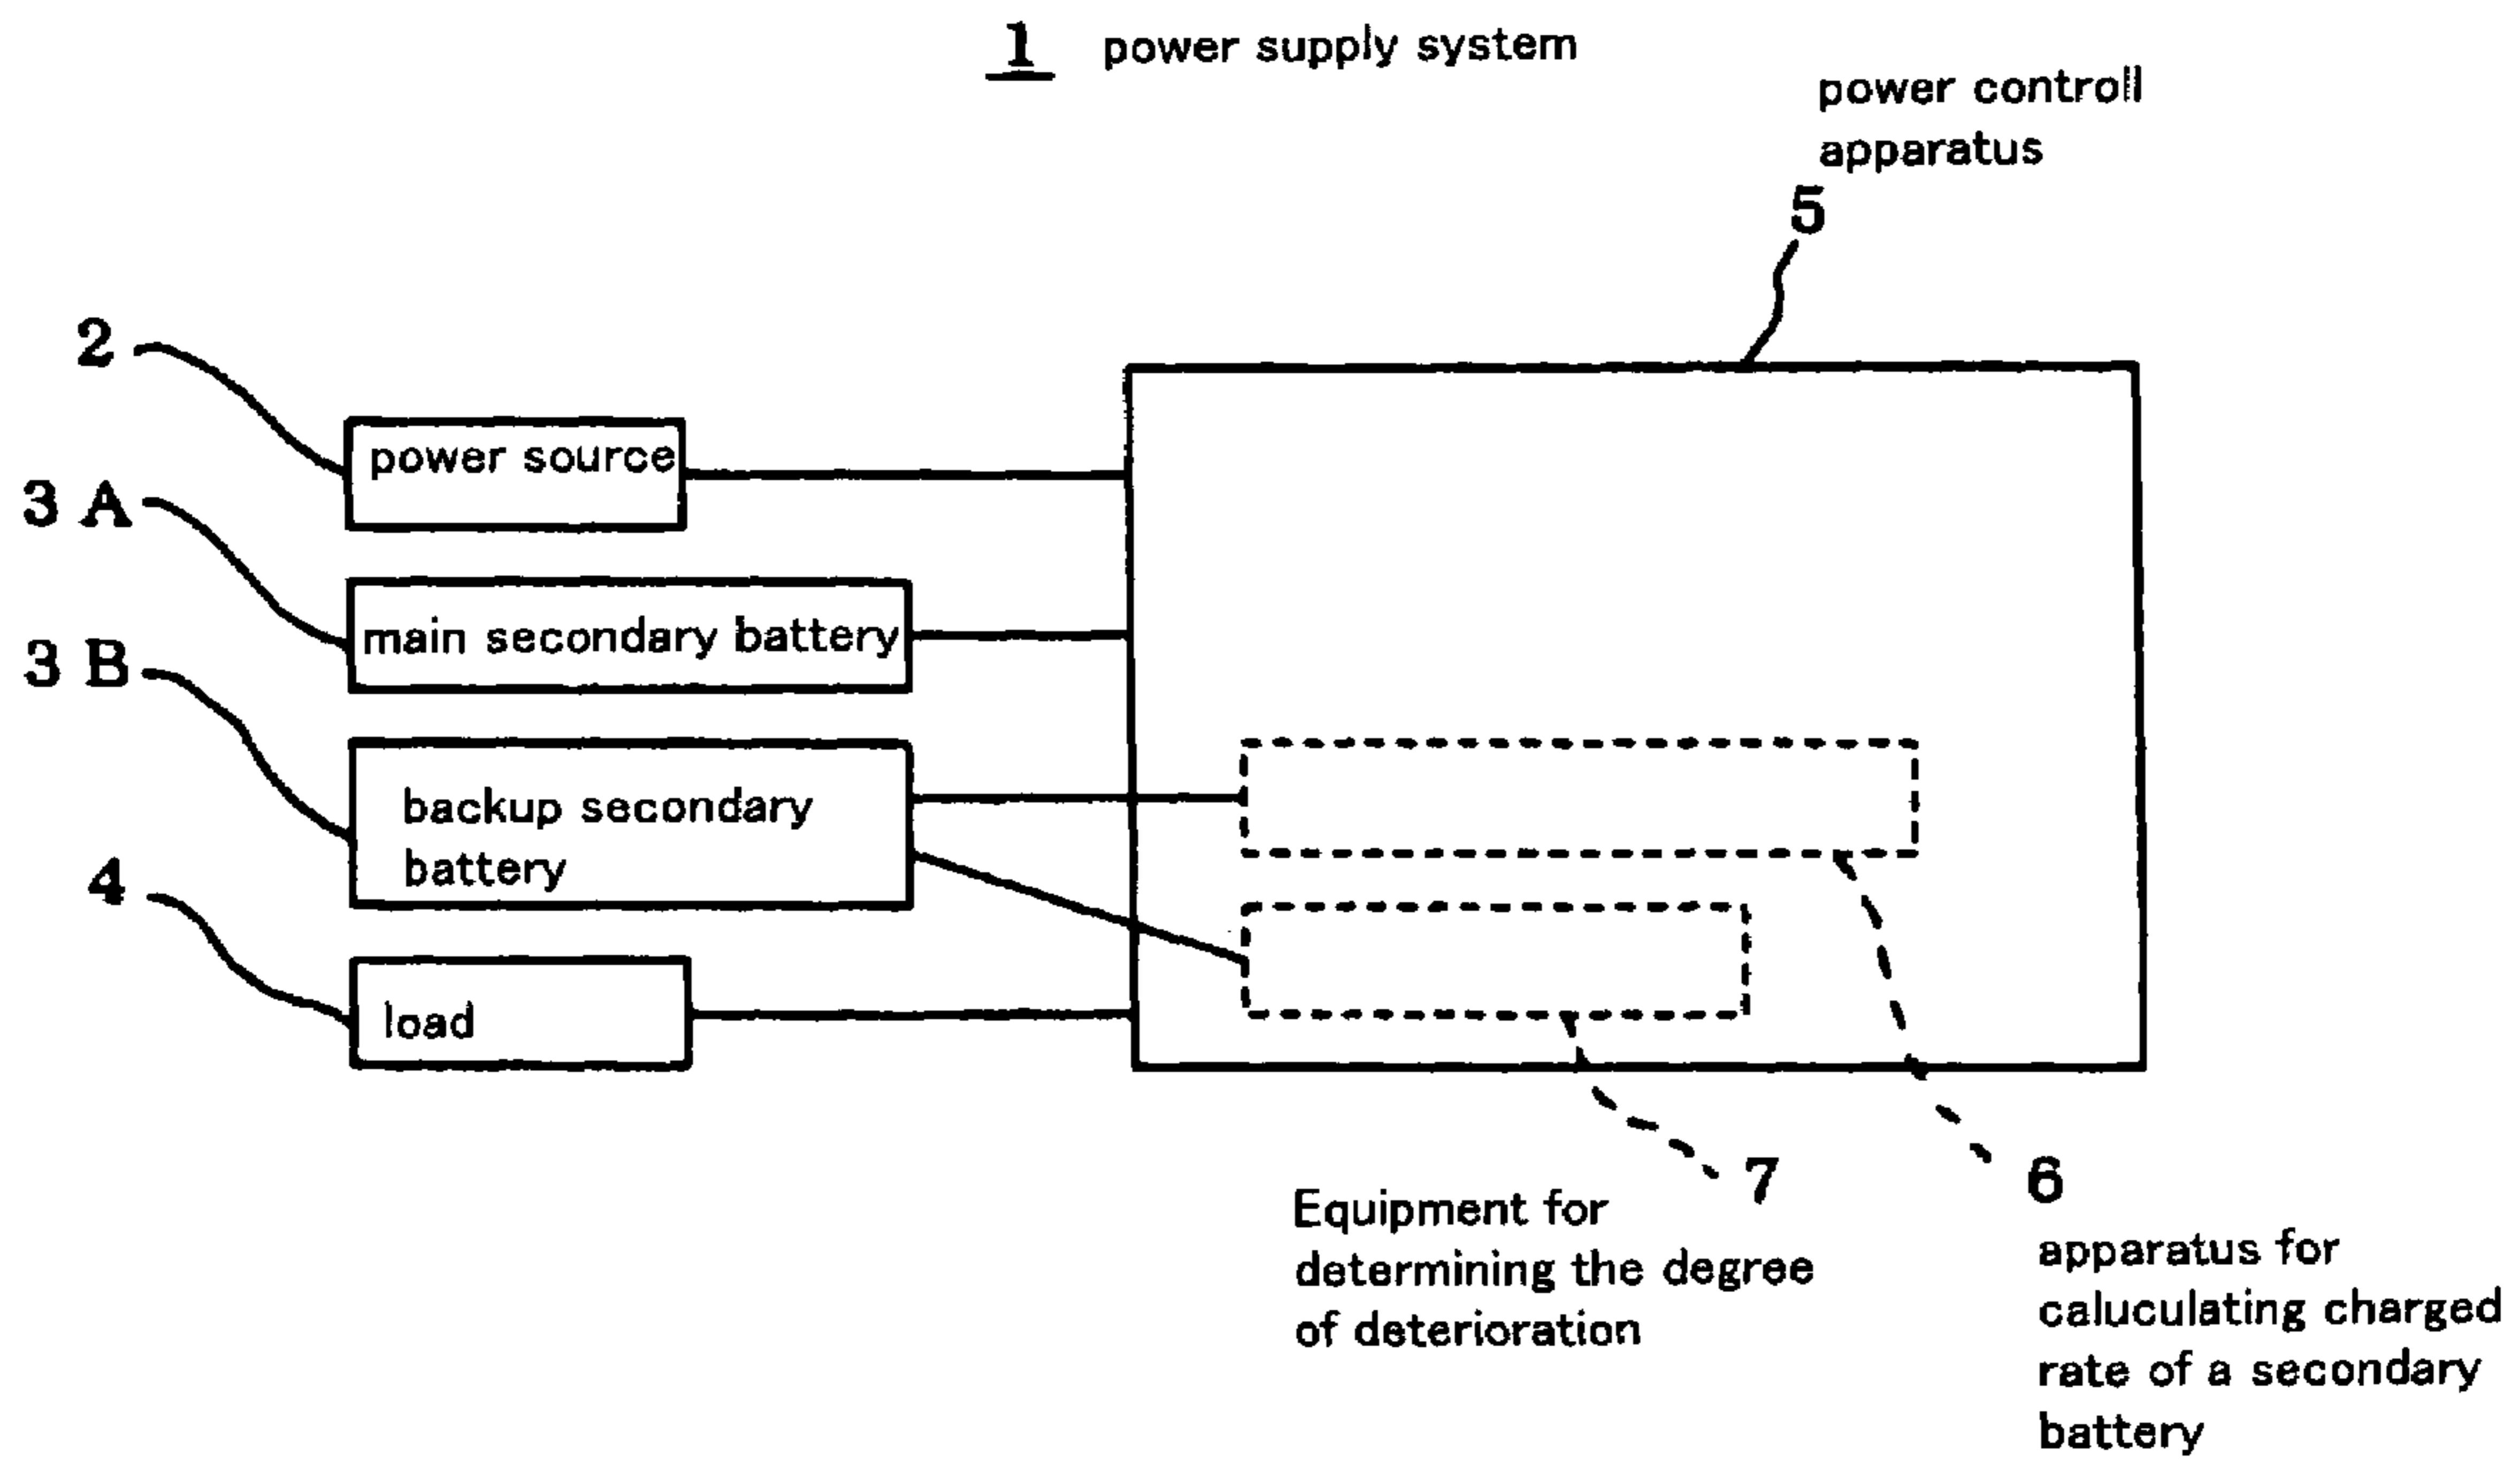 1 power supply system
power controll
apparatus
5
2
power source
3 A
main secondary battery
3 B
backup secondary
battery
4
load
7
6
Equipment for
determining the degree
of deterioration
apparatus for
caluculating charged
rate of a secondary
battery